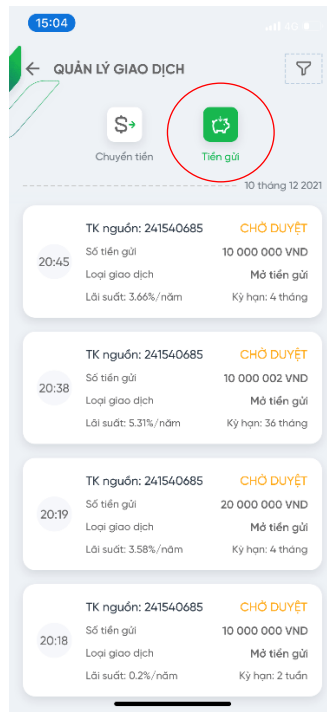 15:04
4G
QUẢN LÝ GIAO DỊCH
Chuyển tiền
Tiền gửi
10 tháng 12 2021
TK nguồn: 241540685 CHỜ DUYỆT
Số tiền gửi 10 000 000 VND
20:45
Loại giao dịch Mở tiền gửi
Lãi suất: 3.66%/năm Kỳ hạn: 4 tháng
TK nguồn: 241540685 CHỜ DUYỆT
Số tiền gửi 10 000 002 VND
20:38
Loại giao dịch Mở tiền gửi
Lãi suất: 5.31%/năm Kỳ hạn: 36 tháng
TK nguồn: 241540685 CHỜ DUYỆT
Số tiền gửi 20 000 000 VND
20:19
Loại giao dịch Mở tiền gửi
Lãi suất: 3.58%/năm Kỳ hạn: 4 tháng
TK nguồn: 241540685 CHỜ DUYỆT
Số tiền gửi 10 000 000 VND
20:18
Loại giao dịch Mở tiền gửi
Lãi suất: 0.2%/năm Kỳ hạn: 2 tuần